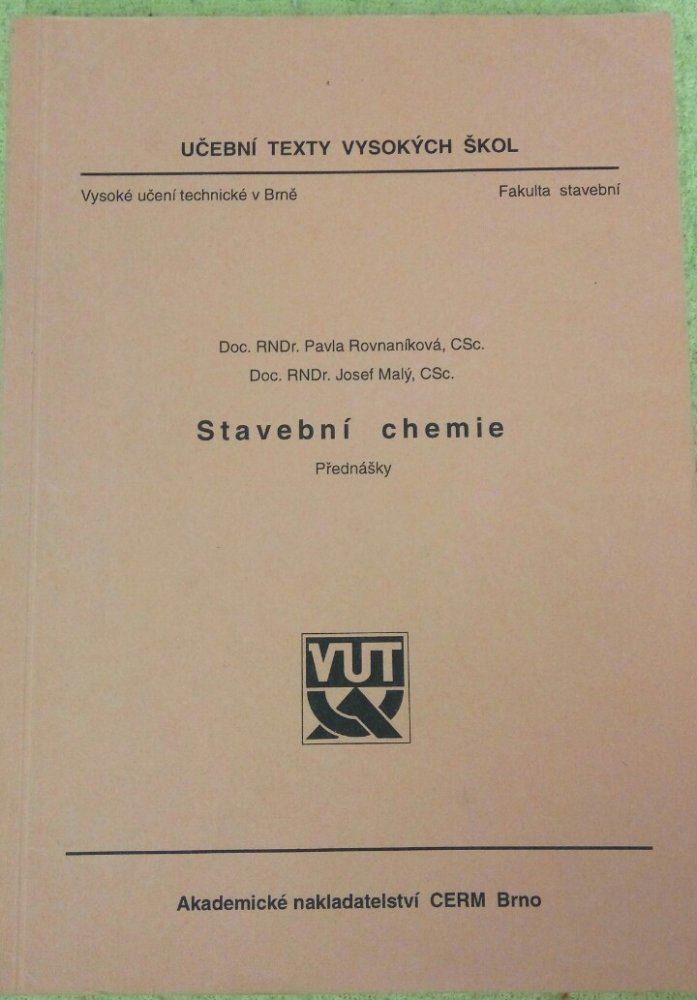 UČEBNÍ TEXTY VYSOKÝCH ŠKOL
Vysoké učení technické v Brně Fakulta stavební
Doc. RNDr. Pavla Rovnaníková, CSc.
Doc. RNDr. Josef Malý, CSc.
Stavební chemie
Přednášky
VUT
Akademické nakladatelství CERM Brno